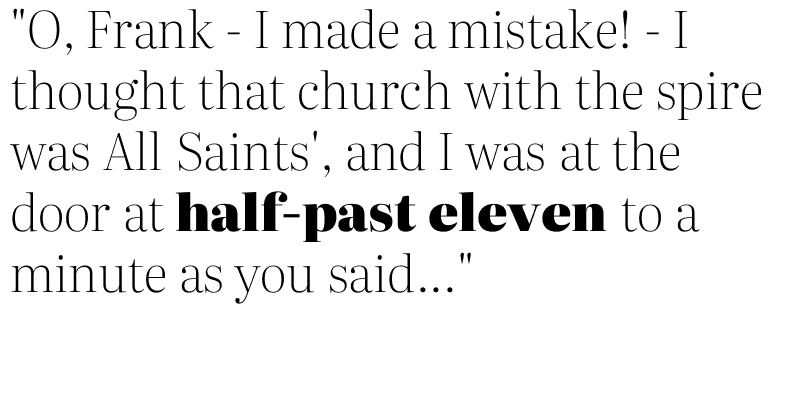 "O, Frank - I made a mistake! - I
thought that church with the spire
was All Saints', and I was at the
door at half-past eleven to a
minute as you said..."